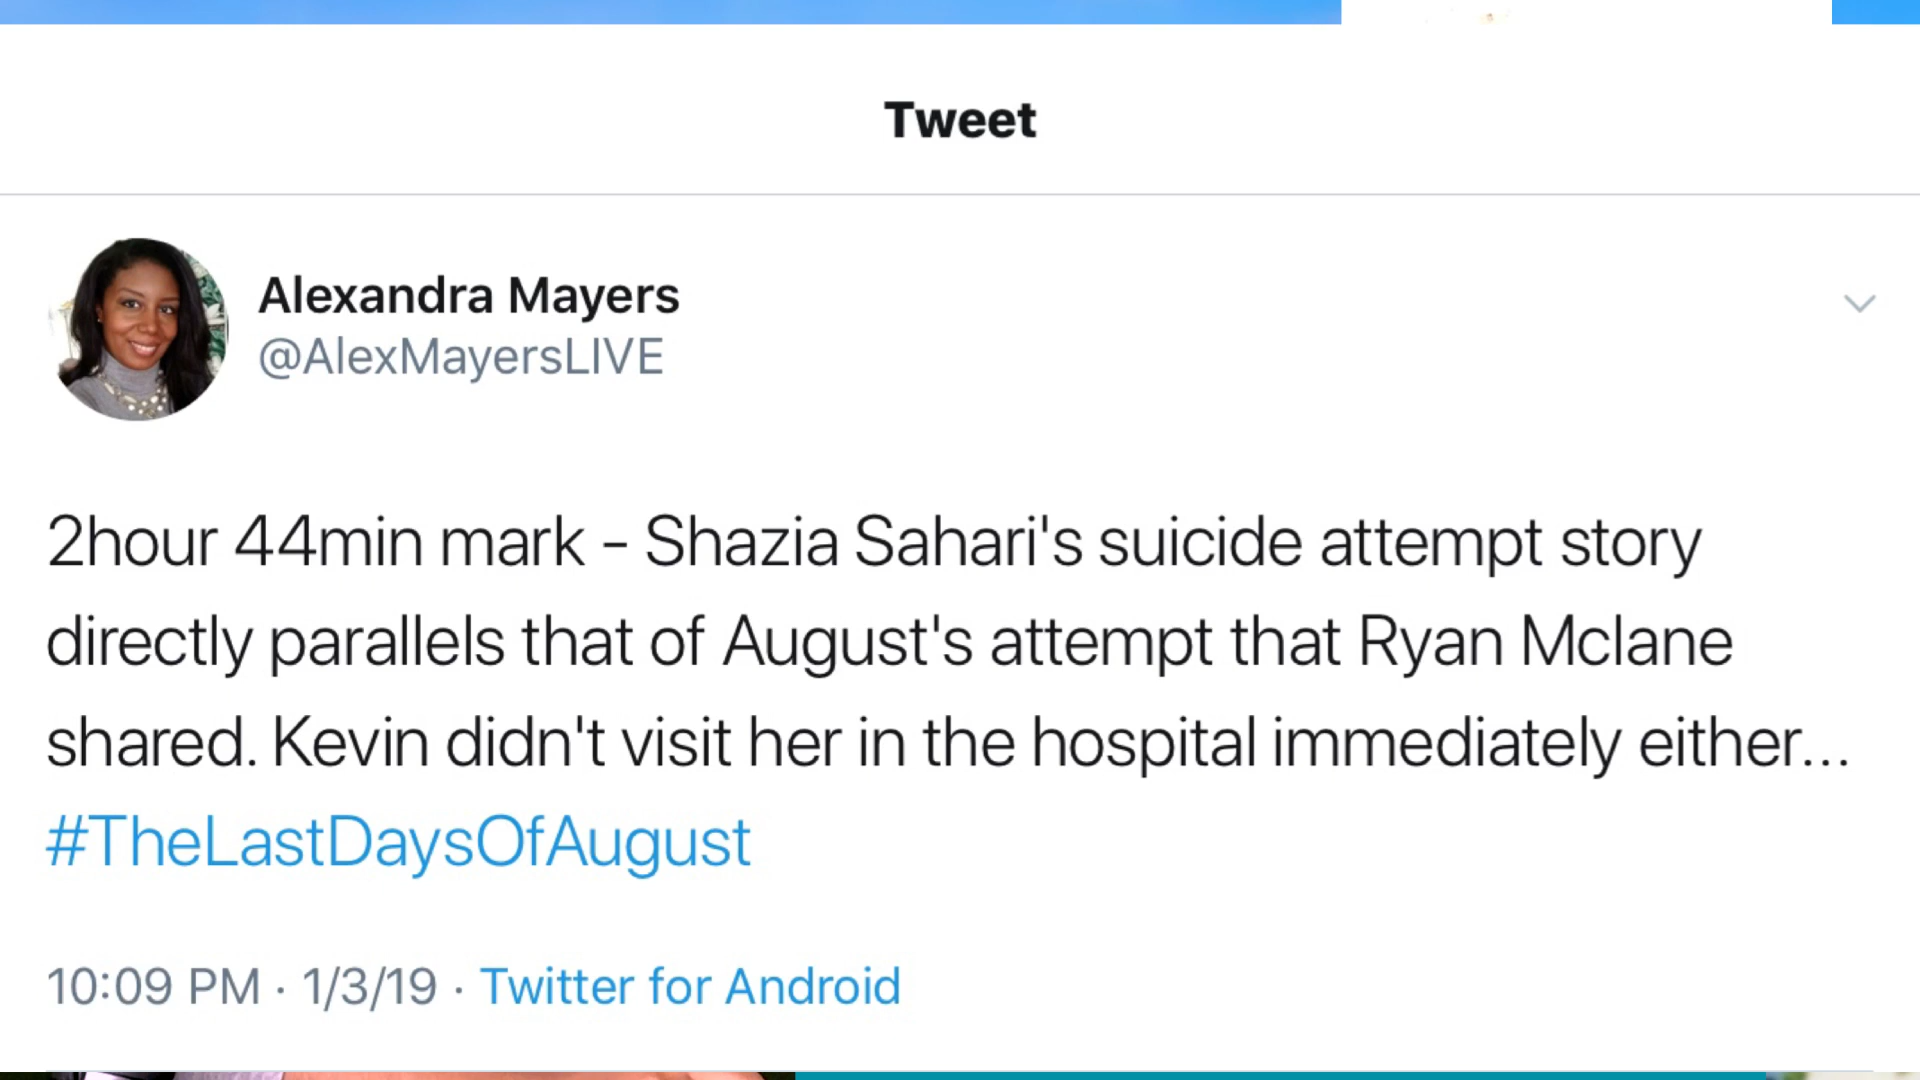 Tweet
Alexandra Mayers
@AlexMayersLIVE
2hour 44min mark - Shazia Sahari's suicide attempt story
directly parallels that of August's attempt that Ryan Mclane
shared. Kevin didn't visit her in the hospital immediately either...
#TheLastDaysOfAugust
10:09 PM · 1/3/19 · Twitter for Android